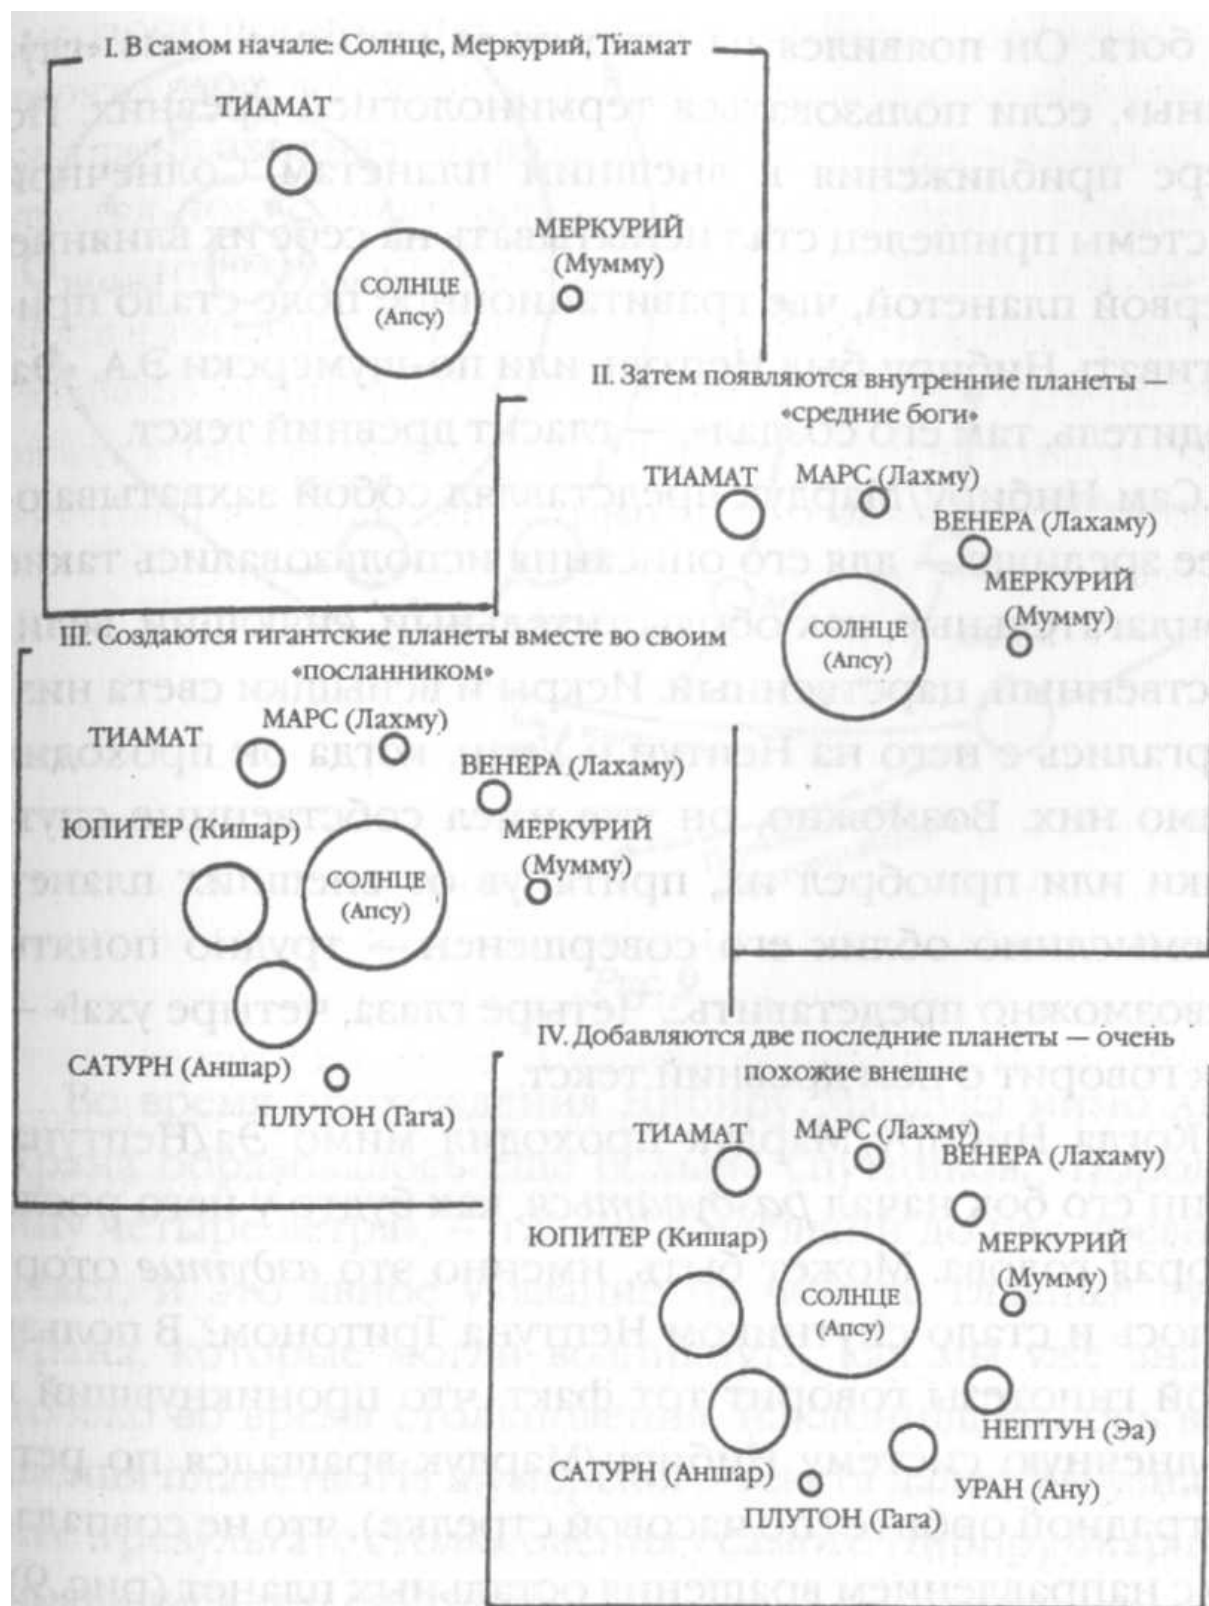 I. В самом начале: Солнце, Меркурий, Тиамат
ТИАМАТ
МЕРКУРИЙ
(Мумму)
СОЛНЦЕ
(Апсу)
II. Затем появляются внутренние планеты —
«средние боги»
ТИАМАТ
МАРС (Лахму)
ВЕНЕРА (Лахаму)
МЕРКУРИЙ
(Мумму)
СОЛНЦЕ
(Апсу)
III. Создаются гигантские планеты вместе во своим
«посланником»
МАРС (Лахму)
ТИАМАТ
ВЕНЕРА (Лахаму)
ЮПИТЕР (Кишар)
МЕРКУРИЙ
(Мумму)
СОЛНЦЕ
(Апсу)
САТУРН (Аншар)
ПЛУТОН (Гага)
IV. Добавляются две последние планеты — очень
похожие внешне
ТИАМАТ
МАРС (Лахму)
ВЕНЕРА (Лахаму)
ЮПИТЕР (Кишар)
МЕРКУРИЙ
(Мумму)
СОЛНЦЕ
(Апсу)
НЕПТУН (Эа)
САТУРН (Аншар)
УРАН (Ану)
ПЛУТОН (Гага)